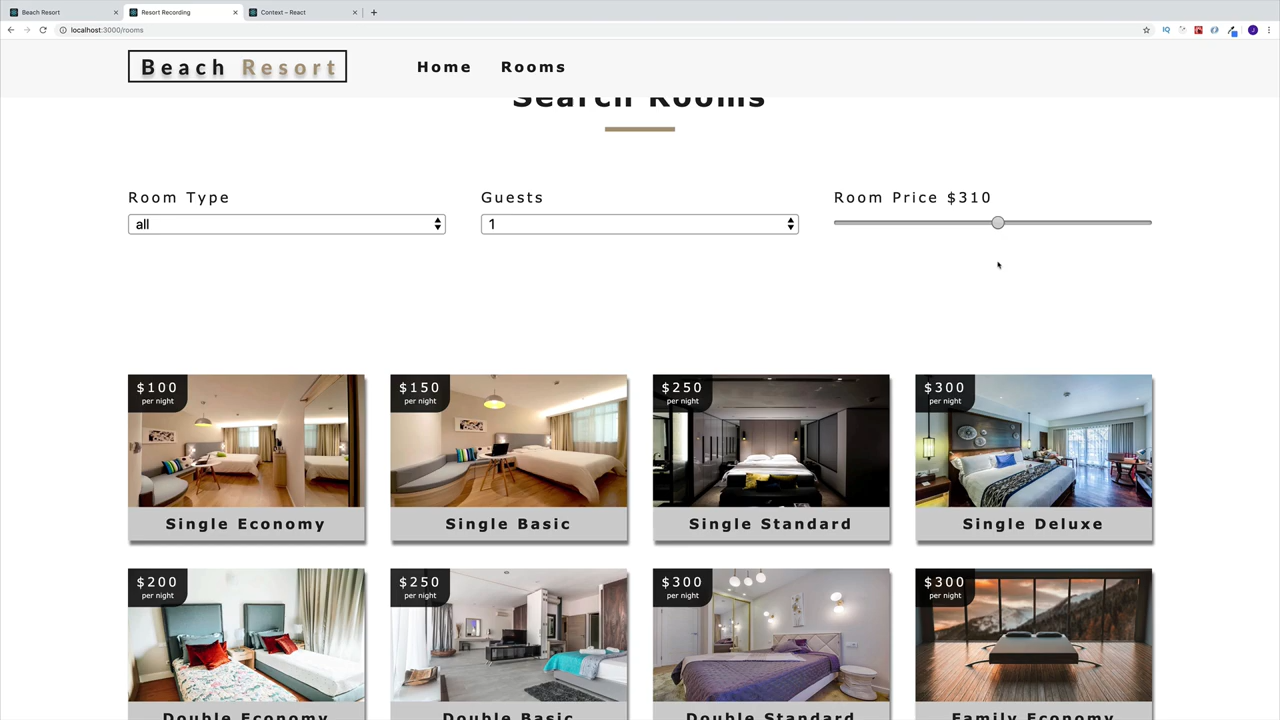 Beach Resort
Resort Recording
Context – React
localhost:3000/rooms
IQ
J
Beach Resort
Home
Rooms
Search Rooms
Room Type
Guests
Room Price $310
all
1
$100
per night
$150
per night
$250
per night
$300
per night
Single Economy
Single Basic
Single Standard
Single Deluxe
$200
per night
$250
per night
$300
per night
$300
per night
Double Economy
Double Basic
Double Standard
Family Economy